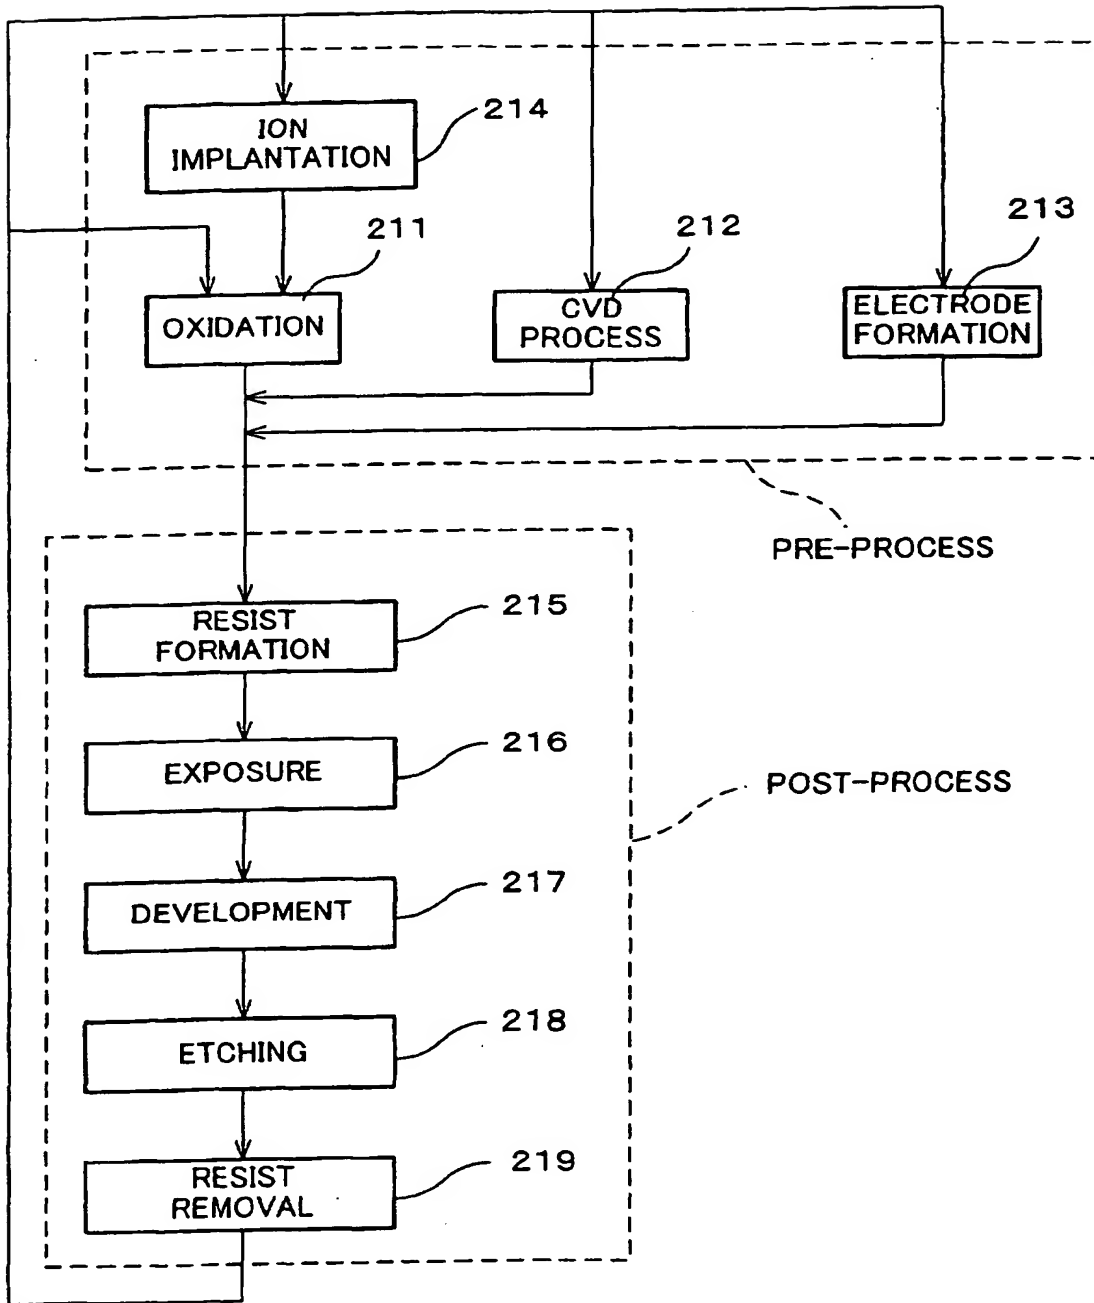 ION
IMPLANTATION
214
211
212
213
OXIDATION
CVD
PROCESS
ELECTRODE
FORMATION
PRE-PROCESS
RESIST
FORMATION
215
EXPOSURE
216
POST-PROCESS
DEVELOPMENT
217
ETCHING
218
RESIST
REMOVAL
219